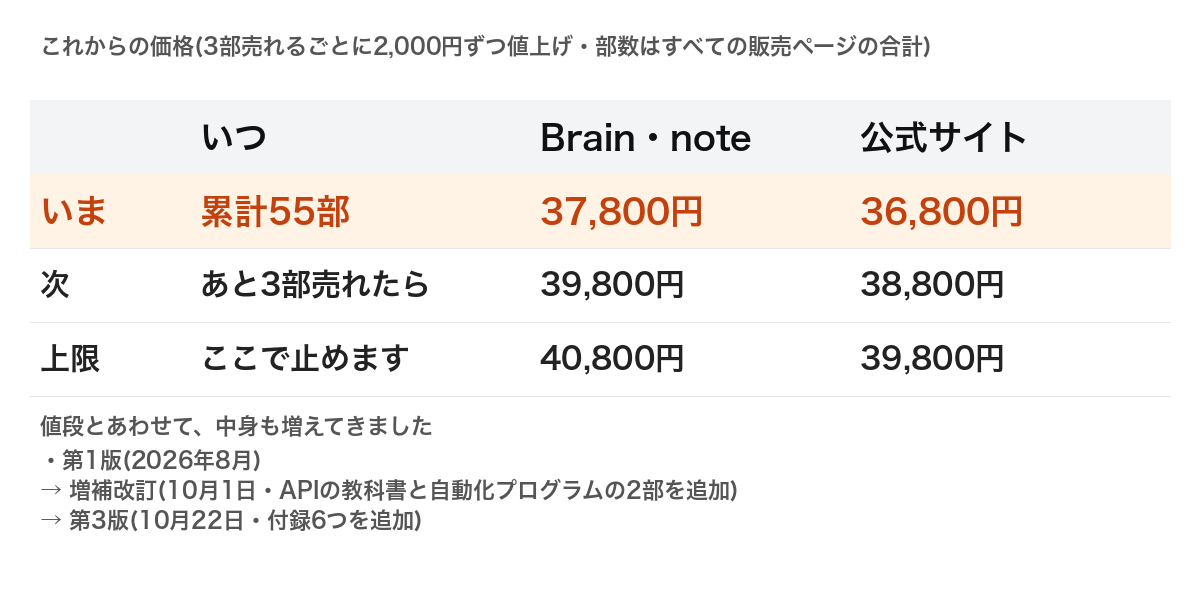 これからの価格(3部売れるごとに2,000円ずつ値上げ・部数はすべての販売ページの合計)
いつ Brain・note 公式サイト
いま 累計55部 37,800円 36,800円
次 あと3部売れたら 39,800円 38,800円
上限 ここで止めます 40,800円 39,800円
値段とあわせて、中身も増えてきました
・第1版(2026年8月)
→ 増補改訂(10月1日・APIの教科書と自動化プログラムの2部を追加)
→ 第3版(10月22日・付録6つを追加)